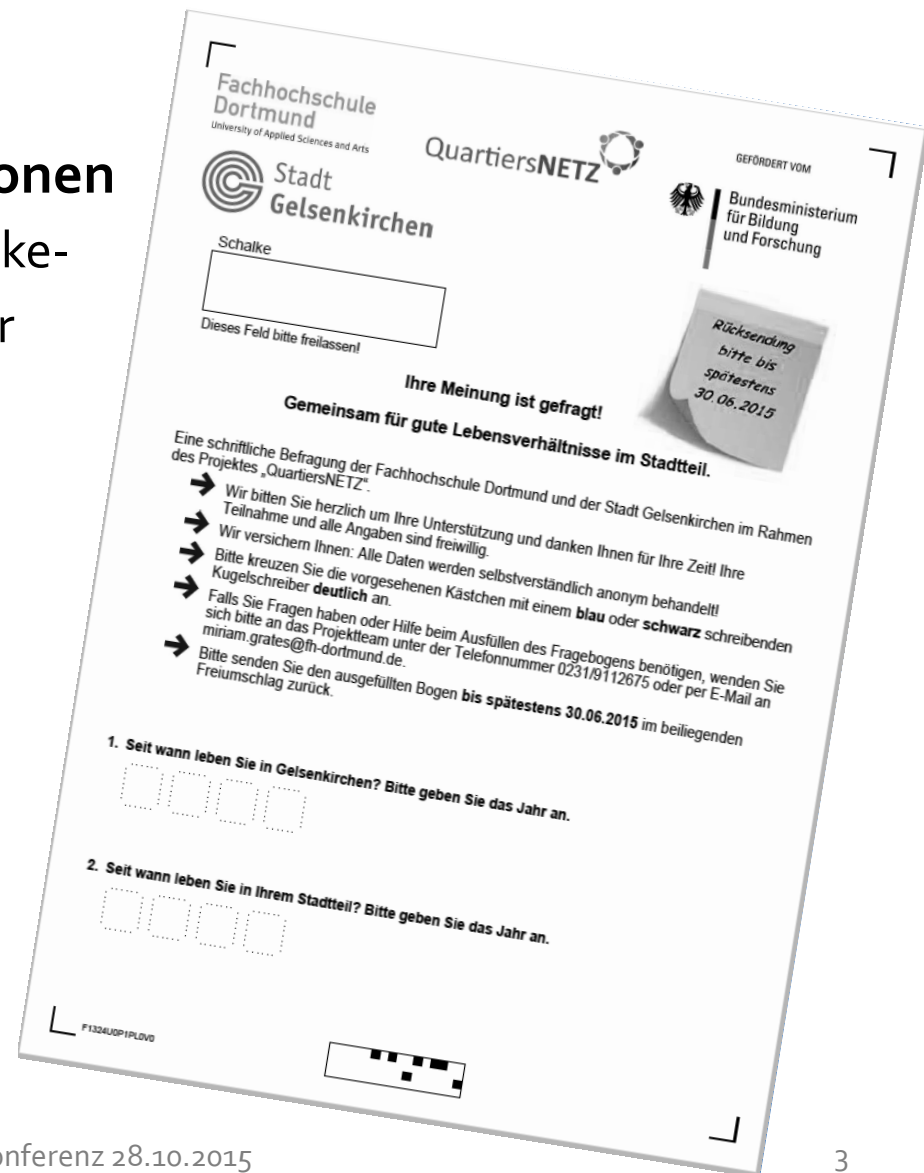 onen
ke-
r
Fachhochschule
Dortmund
University of Applied Sciences and Arts
QuartiersNETZ
GEFÖRDERT VOM
Stadt
Gelsenkirchen
Bundesministerium
für Bildung
und Forschung
Schalke
Dieses Feld bitte freilassen!
Rücksendung
bitte bis
spätestens
30.06.2015
Ihre Meinung ist gefragt!
Gemeinsam für gute Lebensverhältnisse im Stadtteil.
Eine schriftliche Befragung der Fachhochschule Dortmund und der Stadt Gelsenkirchen im Rahmen
des Projektes „QuartiersNETZ".
Wir bitten Sie herzlich um Ihre Unterstützung und danken Ihnen für Ihre Zeit! Ihre
Teilnahme und alle Angaben sind freiwillig.
Wir versichern Ihnen: Alle Daten werden selbstverständlich anonym behandelt!
Bitte kreuzen Sie die vorgesehenen Kästchen mit einem blau oder schwarz schreibenden
Kugelschreiber deutlich an.
Falls Sie Fragen haben oder Hilfe beim Ausfüllen des Fragebogens benötigen, wenden Sie
sich bitte an das Projektteam unter der Telefonnummer 0231/9112675 oder per E-Mail an
miriam.grates@fh-dortmund.de.
Bitte senden Sie den ausgefüllten Bogen bis spätestens 30.06.2015 im beiliegenden
Freiumschlag zurück.
1. Seit wann leben Sie in Gelsenkirchen? Bitte geben Sie das Jahr an.
2. Seit wann leben Sie in Ihrem Stadtteil? Bitte geben Sie das Jahr an.
F1324U0P1PL0V0
onferenz 28.10.2015
3